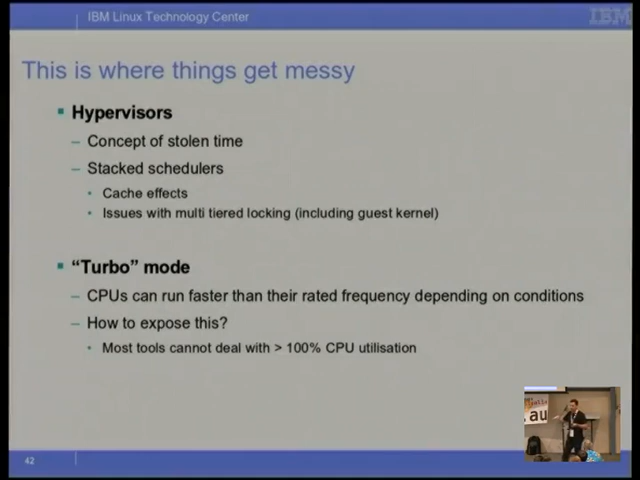 IBM Linux Technology Center
IBM
This is where things get messy
Hypervisors
– Concept of stolen time
– Stacked schedulers
• Cache effects
• Issues with multi tiered locking (including guest kernel)
“Turbo” mode
– CPUs can run faster than their rated frequency depending on conditions
– How to expose this?
• Most tools cannot deal with > 100% CPU utilisation
.au
42